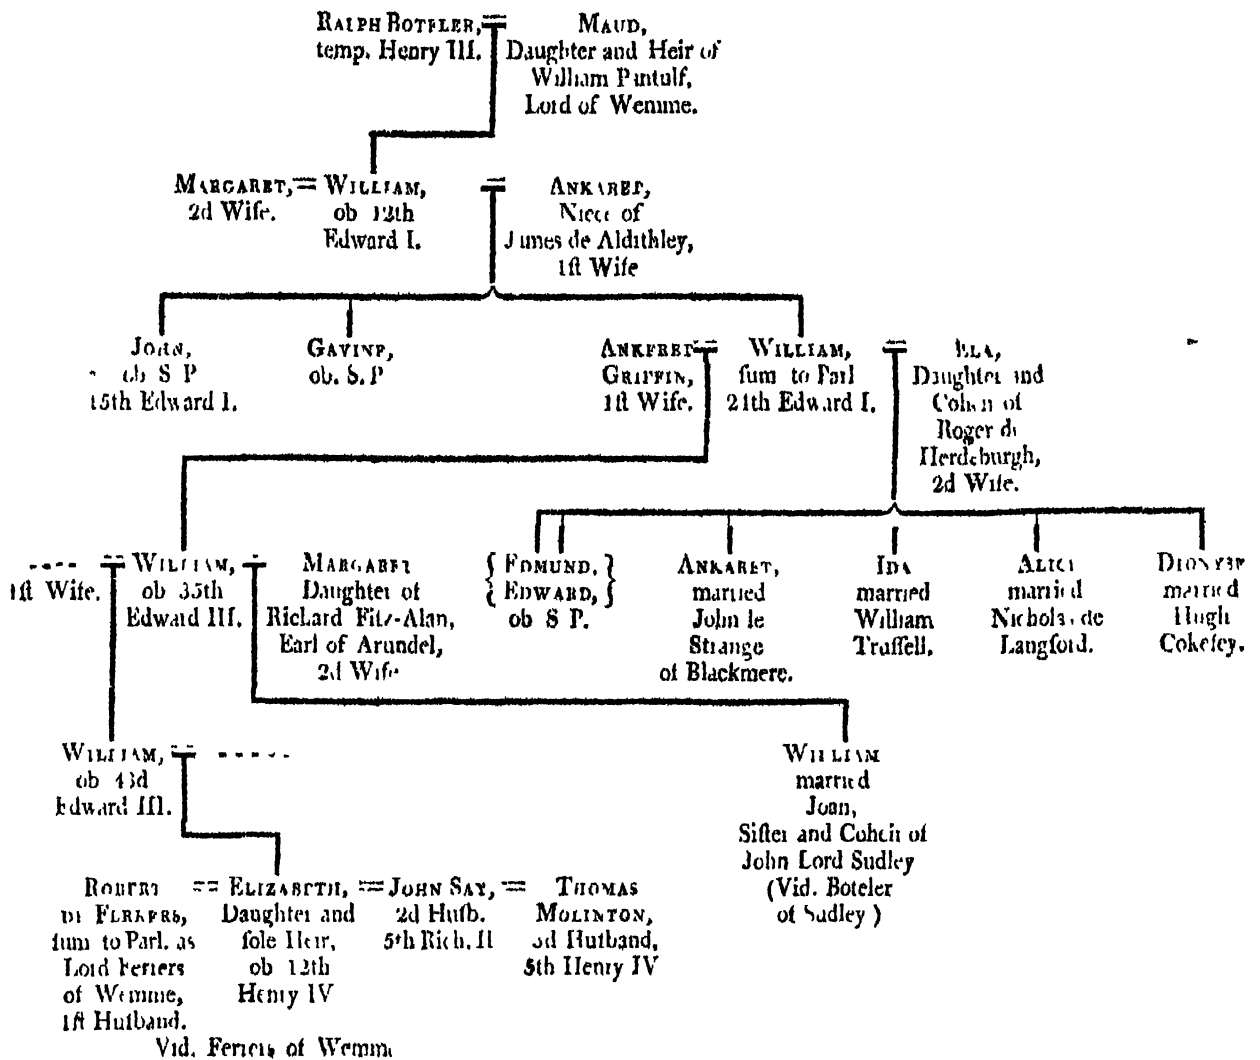 RALPH BOTELER,
temp. Henry III.
MAUD,
Daughter and Heir of
William Pantulf,
Lord of Wemme.
MARGARET,
2d Wife.
WILLIAM,
ob 12th
Edward I.
ANKARET,
Niece of
James de Aldithley,
1ſt Wife
JOHN,
ob S P
15th Edward I.
GAVINE,
ob. S. P
ANKERET
GRIFFIN,
1ſt Wife.
WILLIAM,
ſum to Parl
24th Edward I.
ELA,
Daughter and
Coheir of
Roger de
Herdeburgh,
2d Wife.
1ſt Wife.
WILLIAM,
ob 35th
Edward III.
MARGARET
Daughter of
Richard Fitz-Alan,
Earl of Arundel,
2d Wife
{ EDMUND, }
{ EDWARD, }
ob S P.
ANKARET,
married
John le
Strange
of Blackmere.
IDA
married
William
Truſſell.
ALICE
married
Nicholas de
Langford.
DIONYSE
married
Hugh
Cokeſey.
WILLIAM,
ob 43d
Edward III.
WILLIAM
married
Joan,
Siſter and Coheir of
John Lord Sudley
(Vid. Boteler
of Sudley )
ROBERT
DE FERRERS,
ſum to Parl. as
Lord Ferrers
of Wemme,
1ſt Huſband.
ELIZABETH,
Daughter and
ſole Heir,
ob 12th
Henry IV
JOHN SAY,
2d Huſb.
5th Rich. II
THOMAS
MOLINTON,
3d Huſband,
5th Henry IV
Vid. Ferrers of Wemme